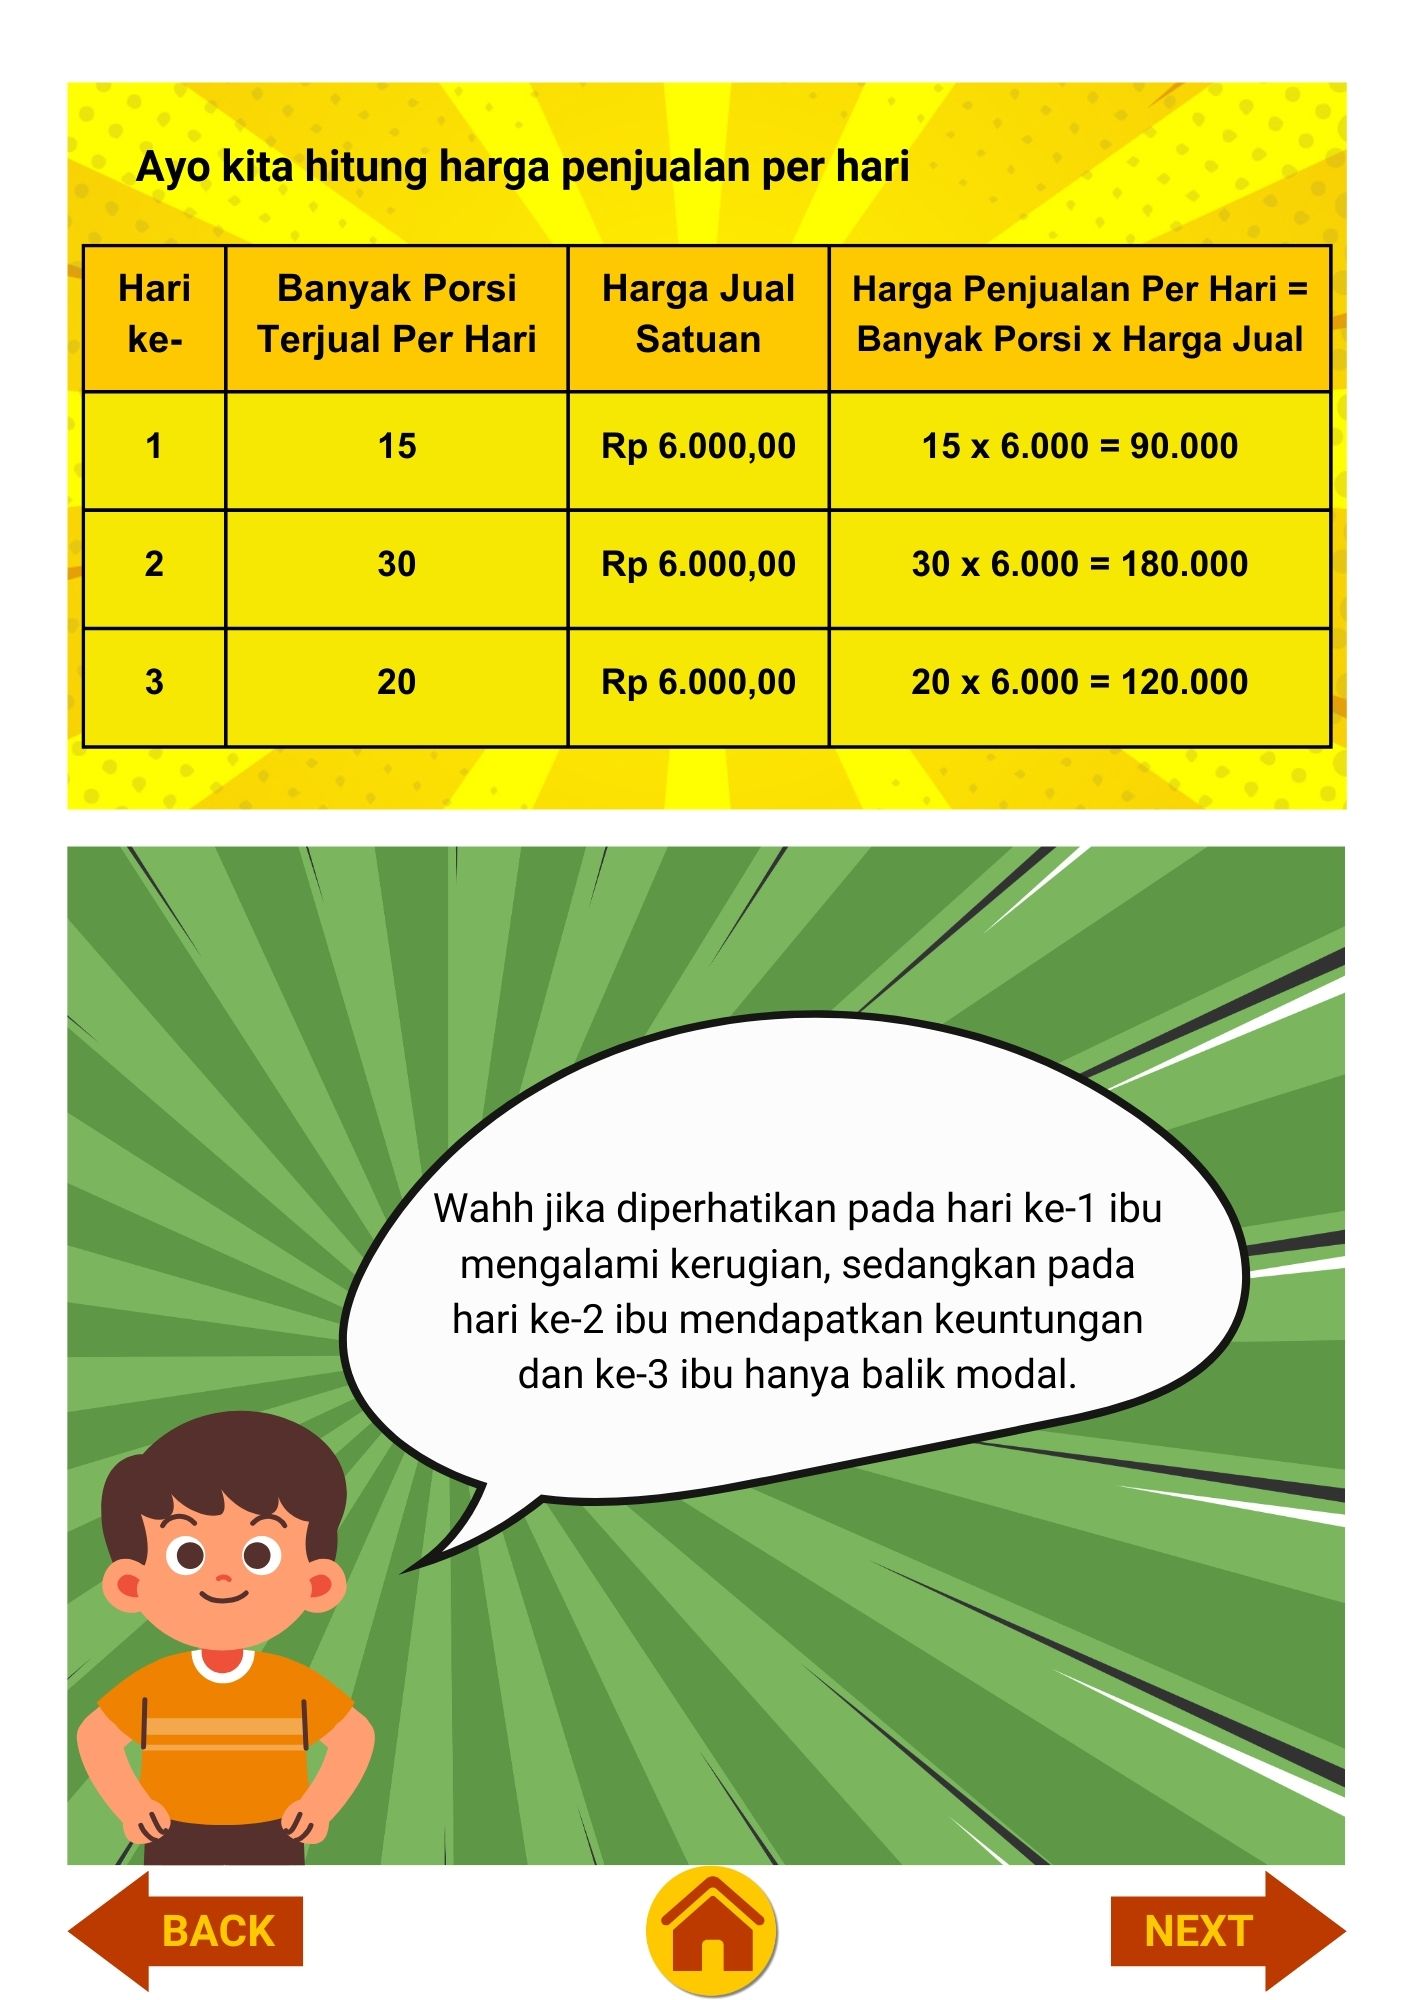 Ayo kita hitung harga penjualan per hari
Hari
ke-
Banyak Porsi
Terjual Per Hari
Harga Jual
Satuan
Harga Penjualan Per Hari =
Banyak Porsi x Harga Jual
1
15
Rp 6.000,00
15 x 6.000 = 90.000
2
30
Rp 6.000,00
30 x 6.000 = 180.000
3
20
Rp 6.000,00
20 x 6.000 = 120.000
Wahh jika diperhatikan pada hari ke-1 ibu
mengalami kerugian, sedangkan pada
hari ke-2 ibu mendapatkan keuntungan
dan ke-3 ibu hanya balik modal.
BACK
NEXT